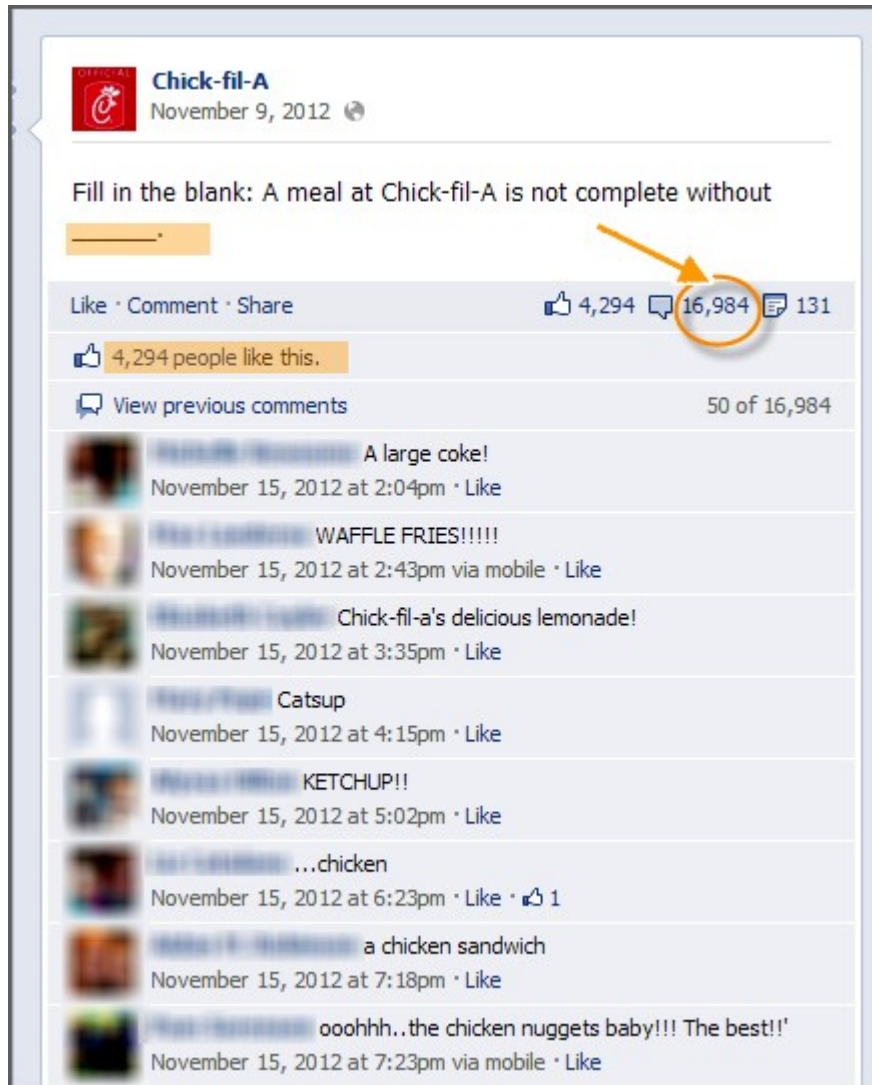 OFFICIAL
Chick-fil-A
November 9, 2012
Fill in the blank: A meal at Chick-fil-A is not complete without
_______.
Like · Comment · Share 4,294 16,984 131
4,294 people like this.
View previous comments 50 of 16,984
A large coke!
November 15, 2012 at 2:04pm · Like
WAFFLE FRIES!!!!!
November 15, 2012 at 2:43pm via mobile · Like
Chick-fil-a's delicious lemonade!
November 15, 2012 at 3:35pm · Like
Catsup
November 15, 2012 at 4:15pm · Like
KETCHUP!!
November 15, 2012 at 5:02pm · Like
...chicken
November 15, 2012 at 6:23pm · Like · 1
a chicken sandwich
November 15, 2012 at 7:18pm · Like
ooohhh..the chicken nuggets baby!!! The best!!'
November 15, 2012 at 7:23pm via mobile · Like